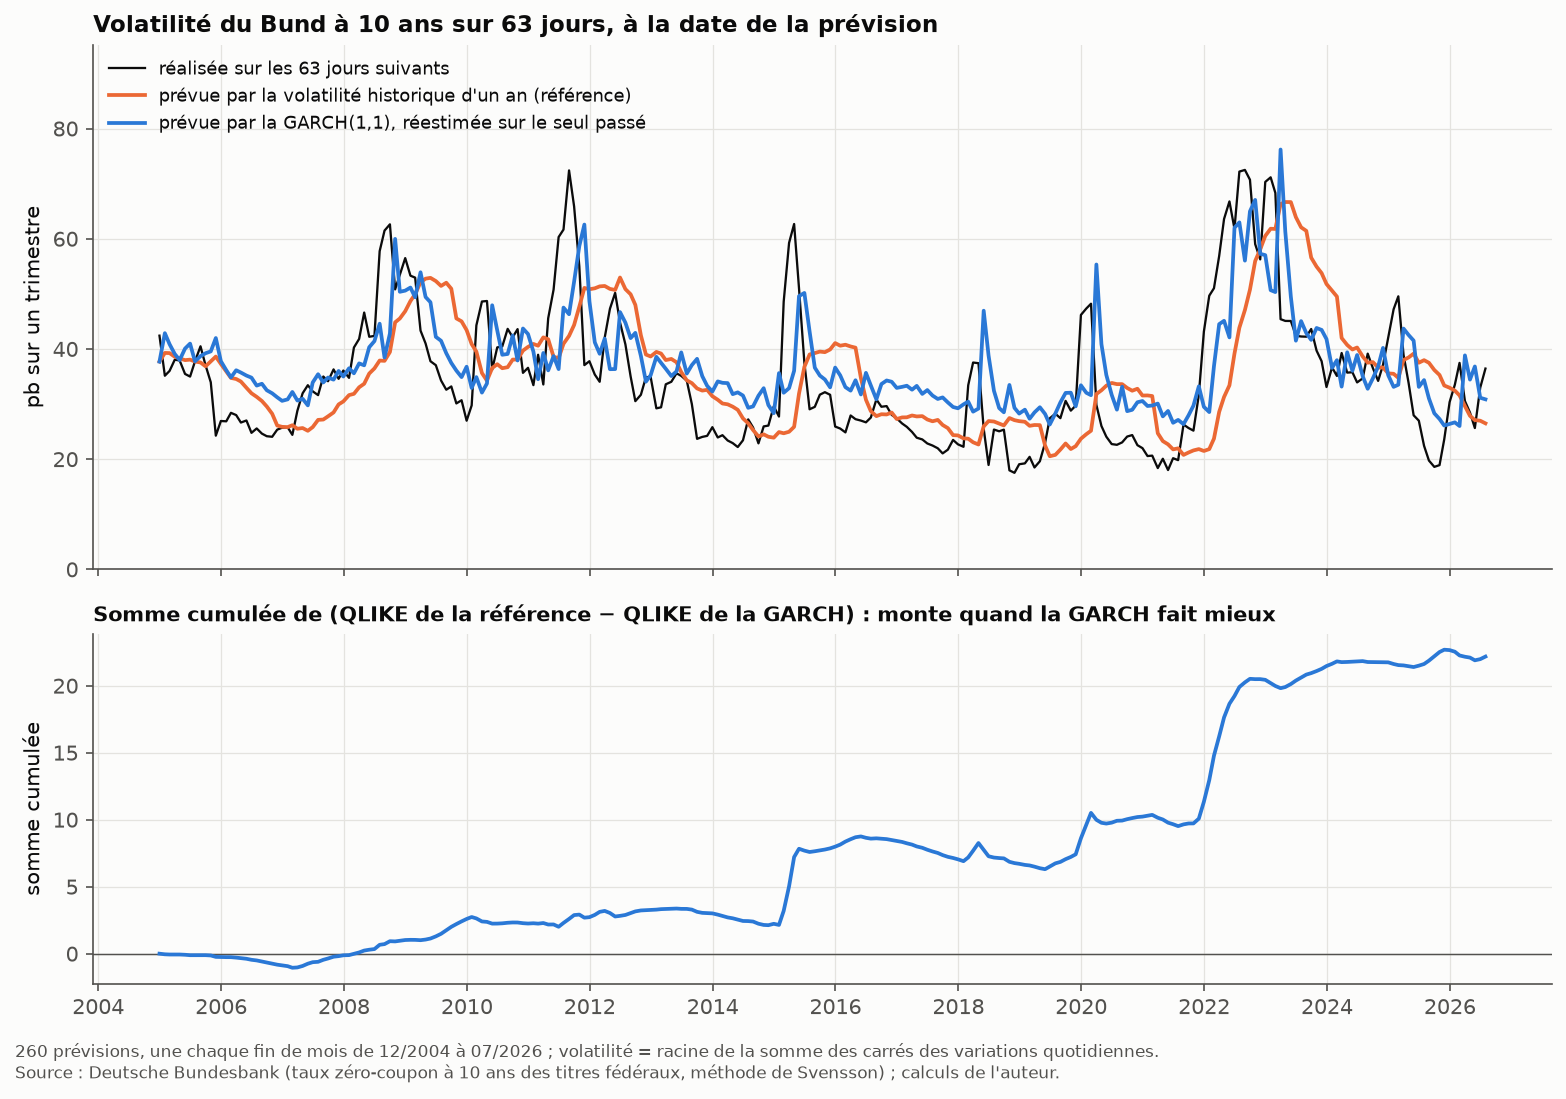 Volatilité du Bund à 10 ans sur 63 jours, à la date de la prévision
réalisée sur les 63 jours suivants
prévue par la volatilité historique d'un an (référence)
prévue par la GARCH(1,1), réestimée sur le seul passé
pb sur un trimestre
80
60
40
20
0
Somme cumulée de (QLIKE de la référence − QLIKE de la GARCH) : monte quand la GARCH fait mieux
somme cumulée
20
15
10
5
0
2004 2006 2008 2010 2012 2014 2016 2018 2020 2022 2024 2026
260 prévisions, une chaque fin de mois de 12/2004 à 07/2026 ; volatilité = racine de la somme des carrés des variations quotidiennes.
Source : Deutsche Bundesbank (taux zéro-coupon à 10 ans des titres fédéraux, méthode de Svensson) ; calculs de l'auteur.